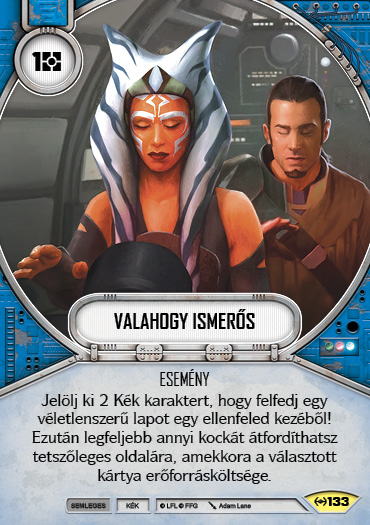 1
VALAHOGY ISMERŐS
ESEMÉNY
Jelölj ki 2 Kék karaktert, hogy felfedj egy
véletlenszerű lapot egy ellenfeled kezéből!
Ezután legfeljebb annyi kockát átfordíthatsz
tetszőleges oldalára, amekkora a választott
kártya erőforrásköltsége.
SEMLEGES KÉK © LFL © FFG Adam Lane 133